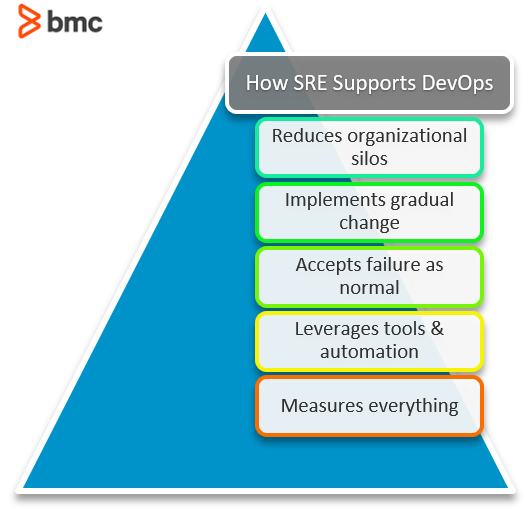 bmc
How SRE Supports DevOps
Reduces organizational
silos
Implements gradual
change
Accepts failure as
normal
Leverages tools &
automation
Measures everything